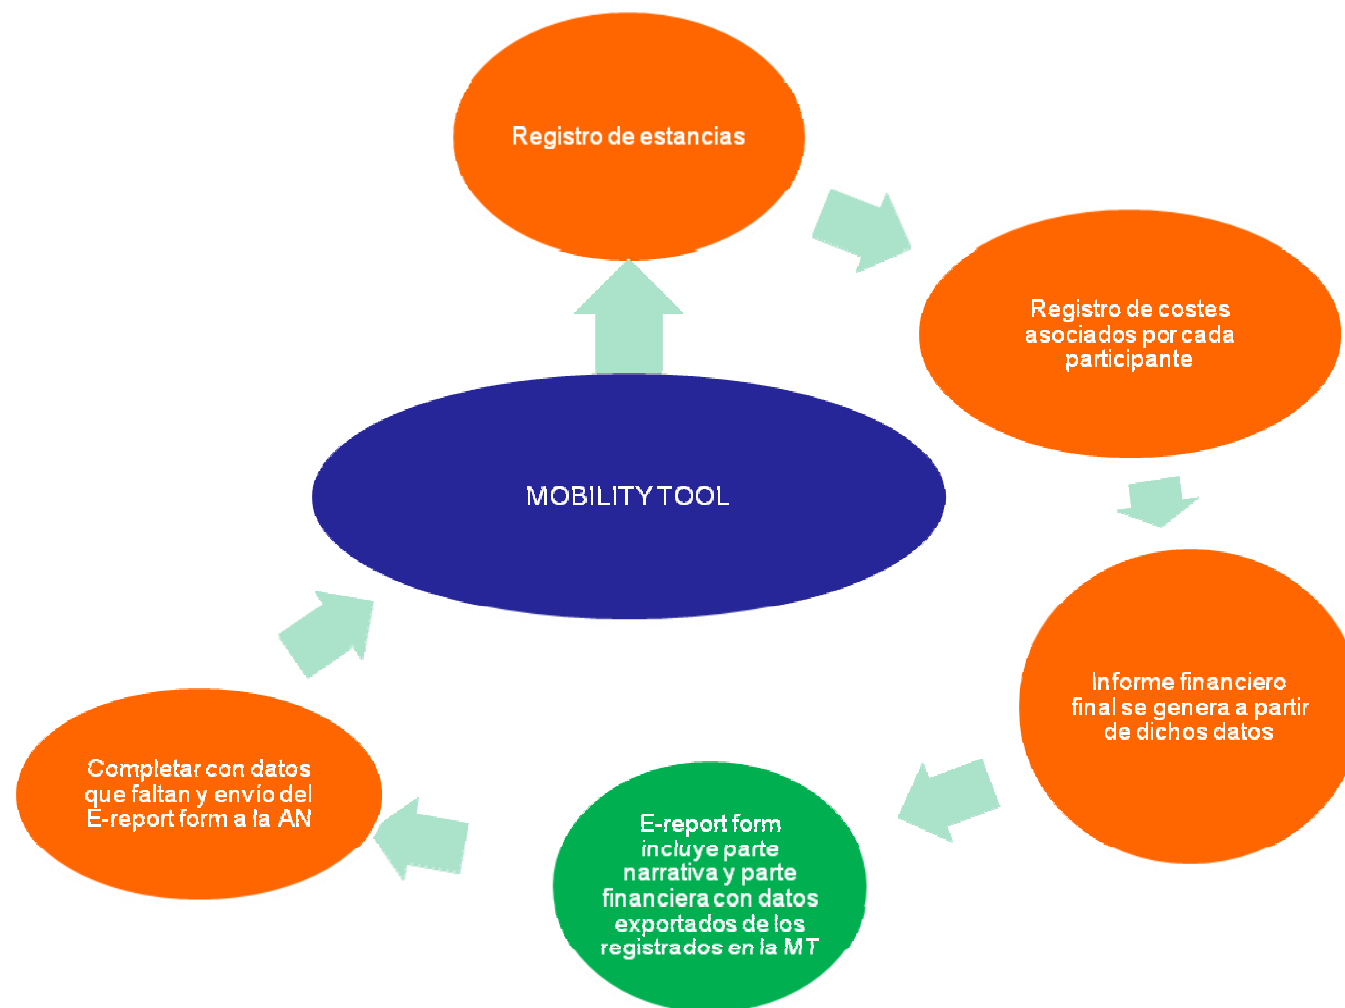 Registro de estancias
Registro de costes
asociados por cada
participante
MOBILITY TOOL
Informe financiero
final se genera a partir
de dichos datos
Completar con datos
que faltan y envío del
E-report form a la AN
E-report form
incluye parte
narrativa y parte
financiera con datos
exportados de los
registrados en la MT